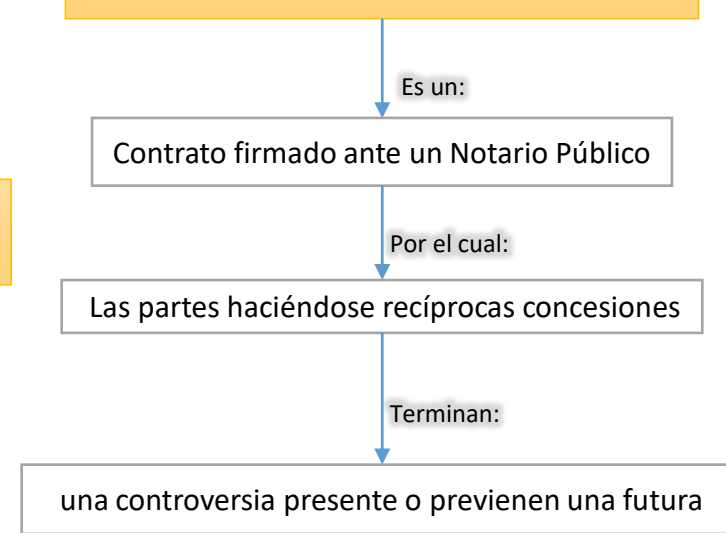 Es un:
Contrato firmado ante un Notario Público
Por el cual:
Las partes haciéndose recíprocas concesiones
Terminan:
una controversia presente o previenen una futura